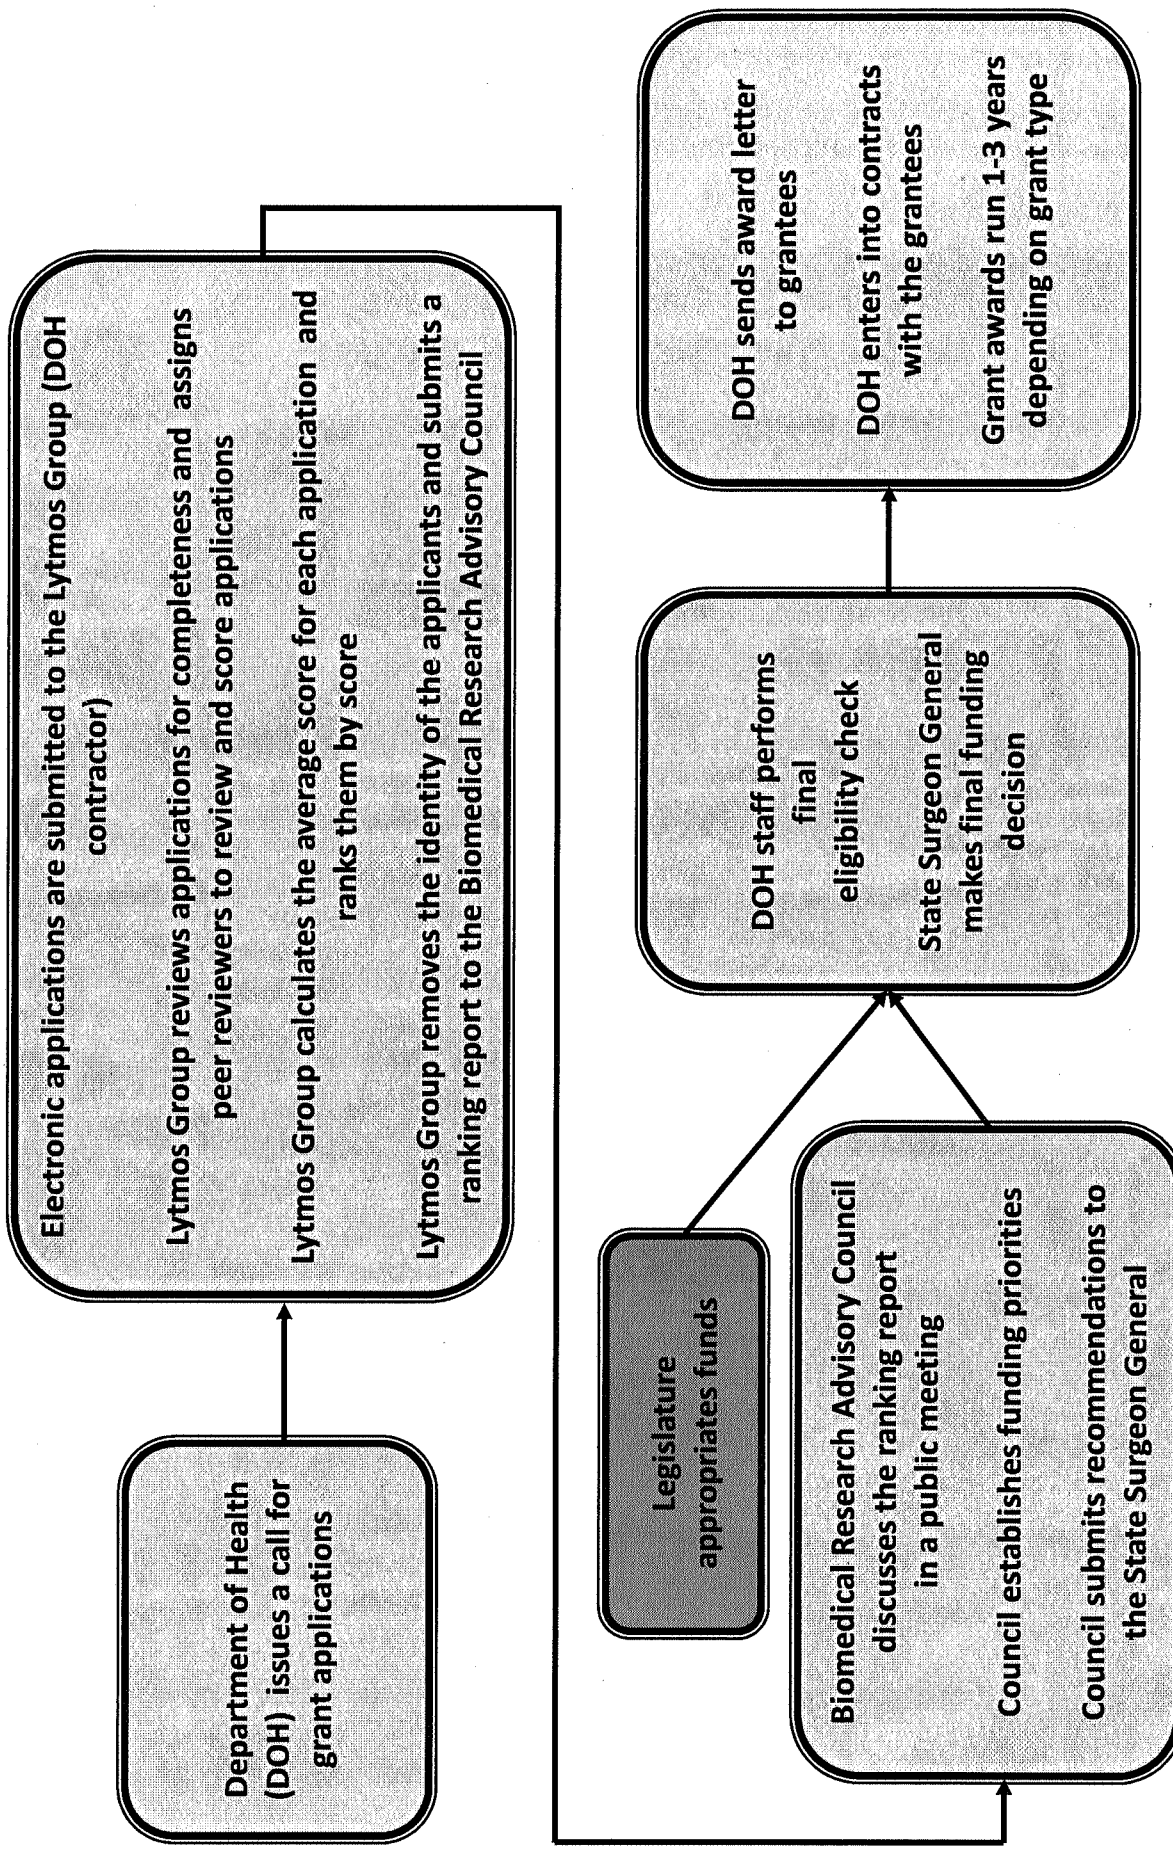 Department of Health
(DOH) issues a call for
grant applications
Electronic applications are submitted to the Lytmos Group (DOH
contractor)
Lytmos Group reviews applications for completeness and assigns
peer reviewers to review and score applications
Lytmos Group calculates the average score for each application and
ranks them by score
Lytmos Group removes the identity of the applicants and submits a
ranking report to the Biomedical Research Advisory Council
Legislature
appropriates funds
Biomedical Research Advisory Council
discusses the ranking report
in a public meeting
Council establishes funding priorities
Council submits recommendations to
the State Surgeon General
DOH staff performs
final
eligibility check
State Surgeon General
makes final funding
decision
DOH sends award letter
to grantees
DOH enters into contracts
with the grantees
Grant awards run 1-3 years
depending on grant type